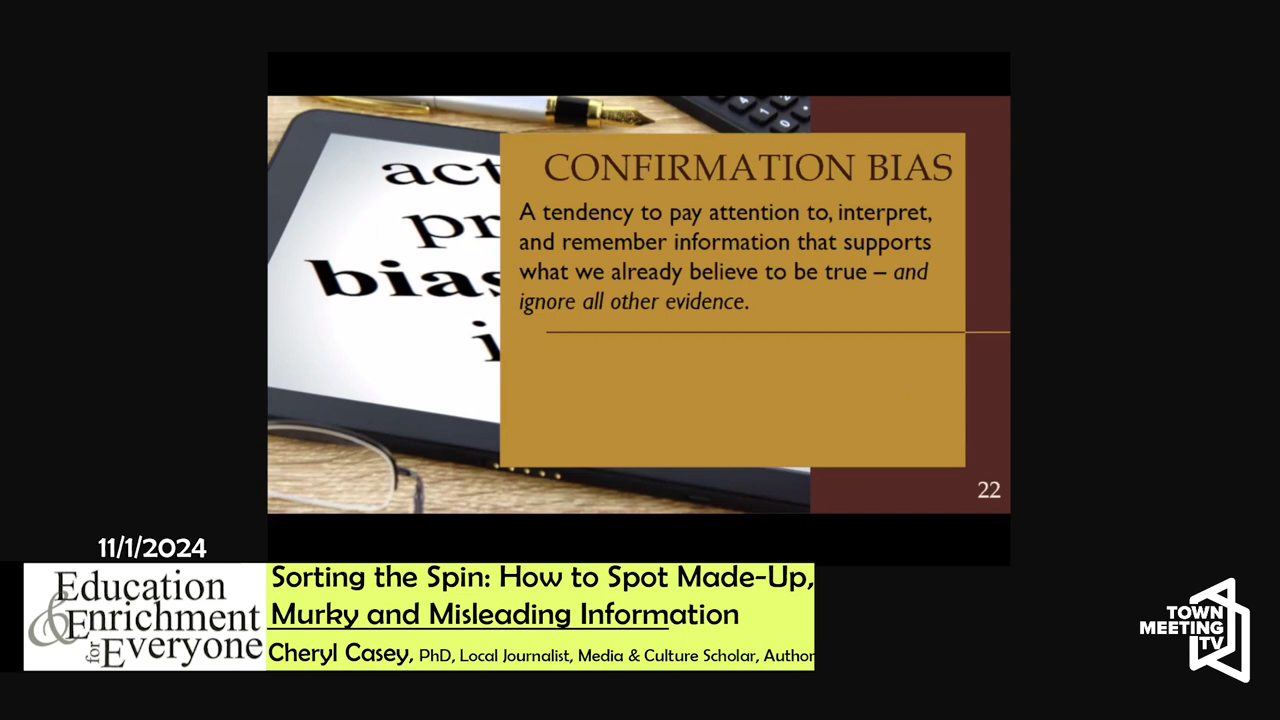 act
pr
bias
i
CONFIRMATION BIAS
A tendency to pay attention to, interpret,
and remember information that supports
what we already believe to be true – and
ignore all other evidence.
22
11/1/2024
Education
& Enrichment
for Everyone
Sorting the Spin: How to Spot Made-Up,
Murky and Misleading Information
Cheryl Casey, PhD, Local Journalist, Media & Culture Scholar, Author
TOWN
MEETING
TV